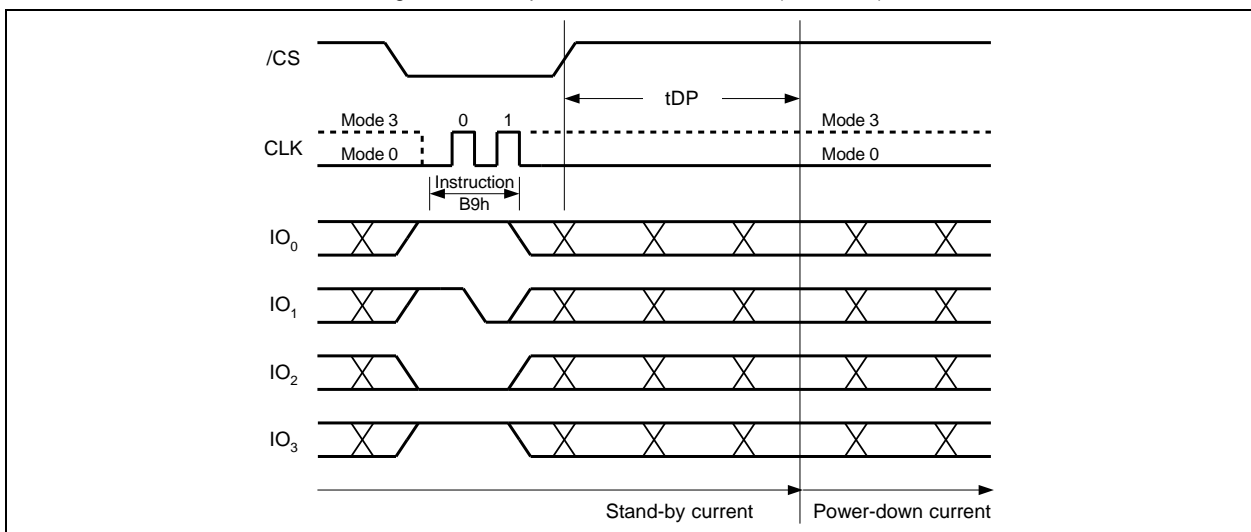 /CS
tDP
Mode 3 0 1 Mode 3
CLK
Mode 0 Mode 0
Instruction
B9h
IO0
IO1
IO2
IO3
Stand-by current Power-down current